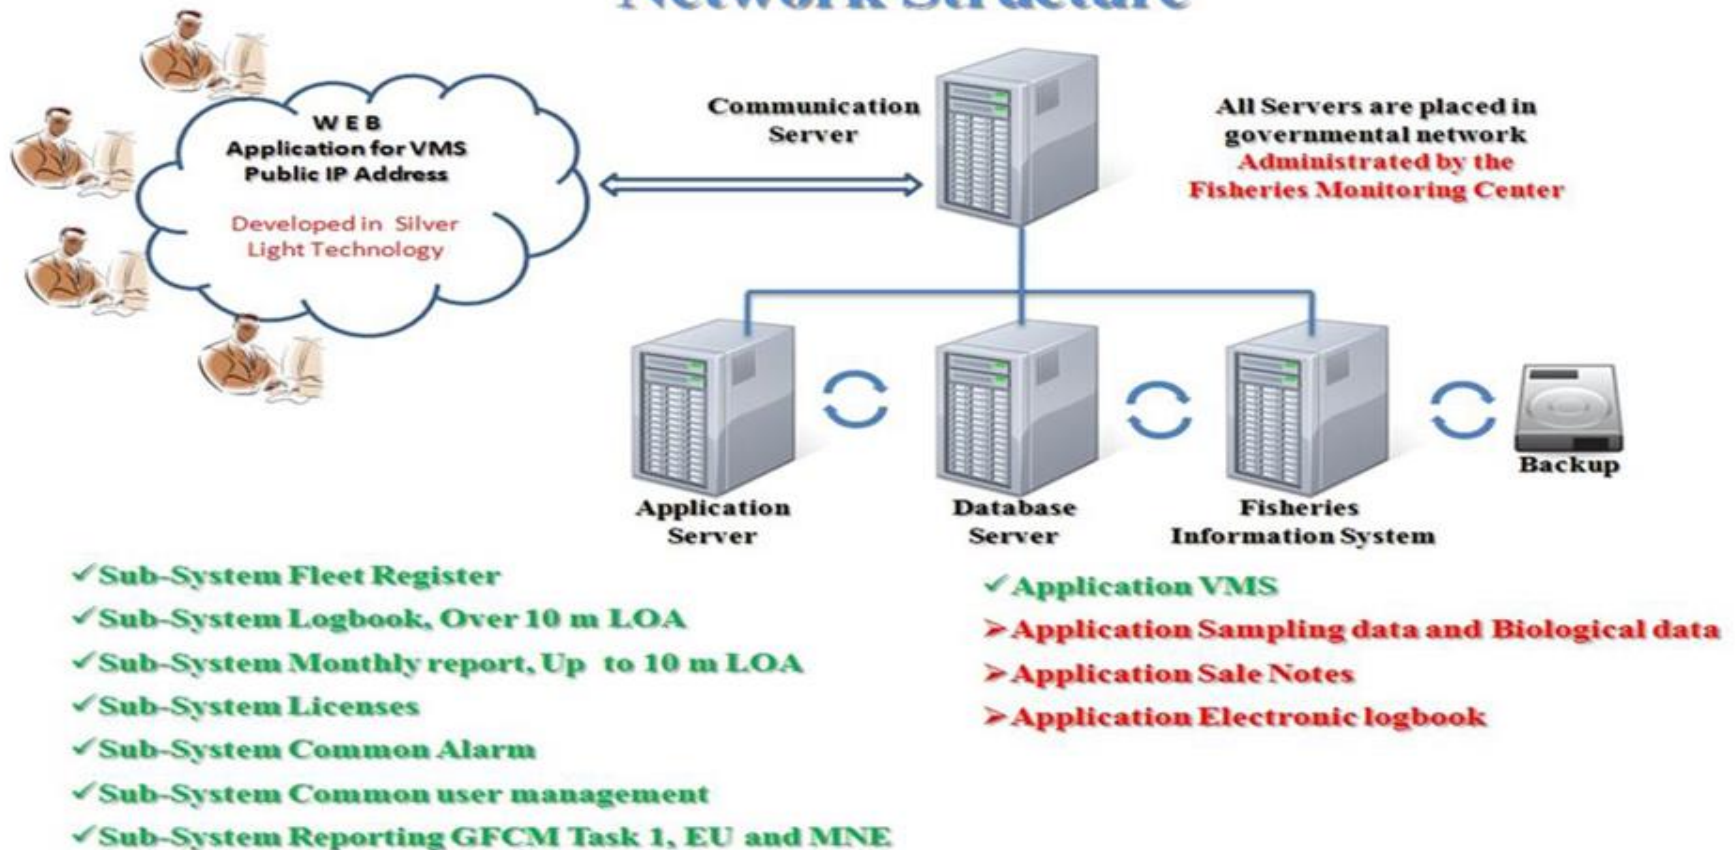 Network Structure
W E B
Application for VMS
Public IP Address
Developed in Silver
Light Technology
Communication
Server
All Servers are placed in
governmental network
Administrated by the
Fisheries Monitoring Center
Application
Server
Database
Server
Fisheries
Information System
Backup
✓Sub-System Fleet Register
✓Sub-System Logbook, Over 10 m LOA
✓Sub-System Monthly report, Up to 10 m LOA
✓Sub-System Licenses
✓Sub-System Common Alarm
✓Sub-System Common user management
✓Sub-System Reporting GFCM Task 1, EU and MNE
✓Application VMS
➢Application Sampling data and Biological data
➢Application Sale Notes
➢Application Electronic logbook